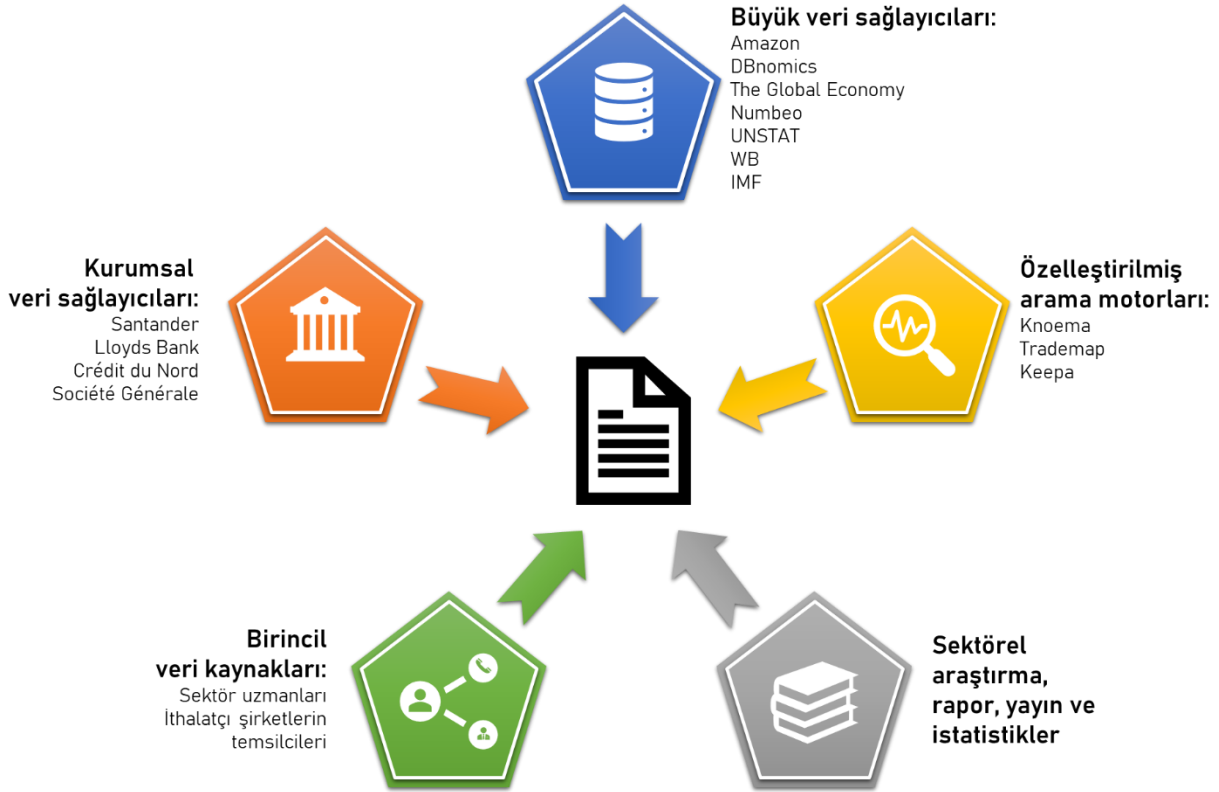 Büyük veri sağlayıcıları:
Amazon
DBnomics
The Global Economy
Numbeo
UNSTAT
WB
IMF
Kurumsal
veri sağlayıcıları:
Santander
Lloyds Bank
Crédit du Nord
Société Générale
Özelleştirilmiş
arama motorları:
Knoema
Trademap
Keepa
Birincil
veri kaynakları:
Sektör uzmanları
İthalatçı şirketlerin
temsilcileri
Sektörel
araştırma,
rapor, yayın ve
istatistikler